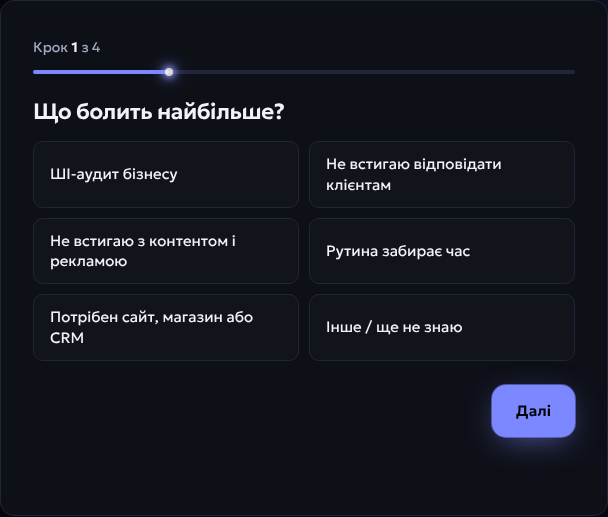 Крок 1 з 4
Що болить найбільше?
ШІ-аудит бізнесу
Не встигаю відповідати
клієнтам
Не встигаю з контентом і
рекламою
Рутина забирає час
Потрібен сайт, магазин або
CRM
Інше / ще не знаю
Далі